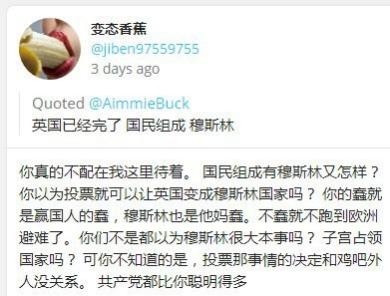 变态香蕉
@jiben97559755
3 days ago
Quoted @AimmieBuck
英国已经完了 国民组成 穆斯林
你真的不配在我这里待着。 国民组成有穆斯林又怎样？
你以为投票就可以让英国变成穆斯林国家吗？ 你的蠢就
是赢国人的蠢，穆斯林也是他妈蠢。不蠢就不跑到欧洲
避难了。你们不是都以为穆斯林很大本事吗？ 子宫占领
国家吗？ 可你不知道的是，投票那事情的决定和鸡吧外
人没关系。 共产党都比你聪明得多